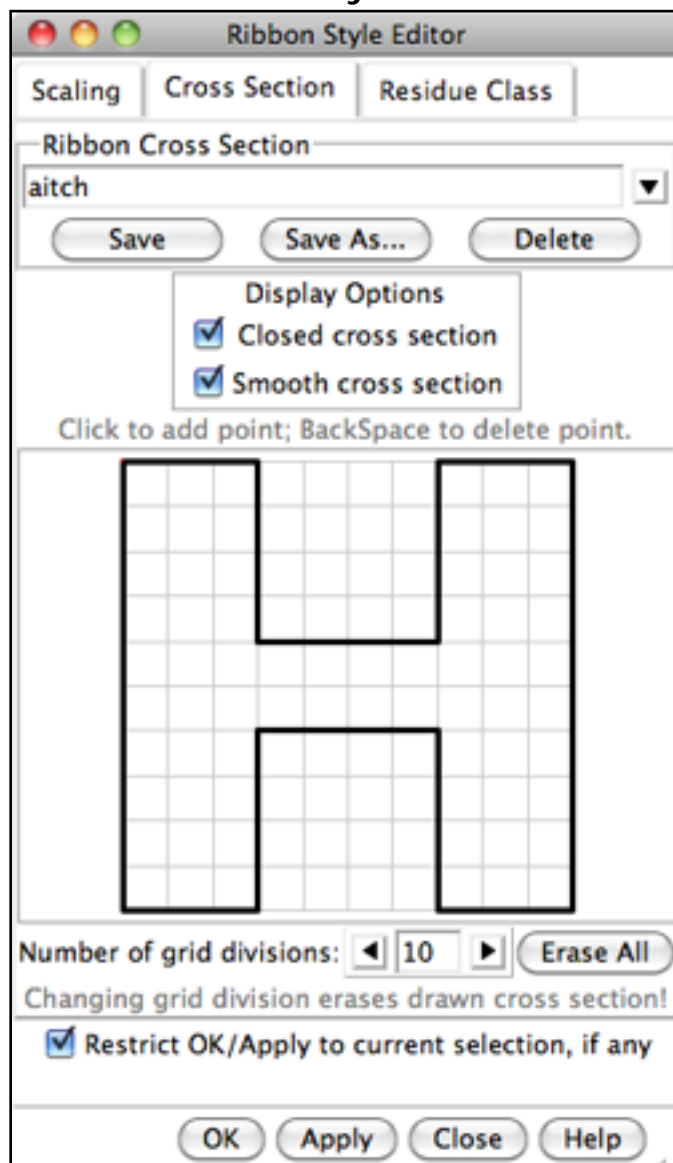 Ribbon Style Editor
Scaling Cross Section Residue Class
Ribbon Cross Section
aitch
Save Save As... Delete
Display Options
Closed cross section
Smooth cross section
Click to add point; BackSpace to delete point.
Number of grid divisions: 10 Erase All
Changing grid division erases drawn cross section!
Restrict OK/Apply to current selection, if any
OK Apply Close Help